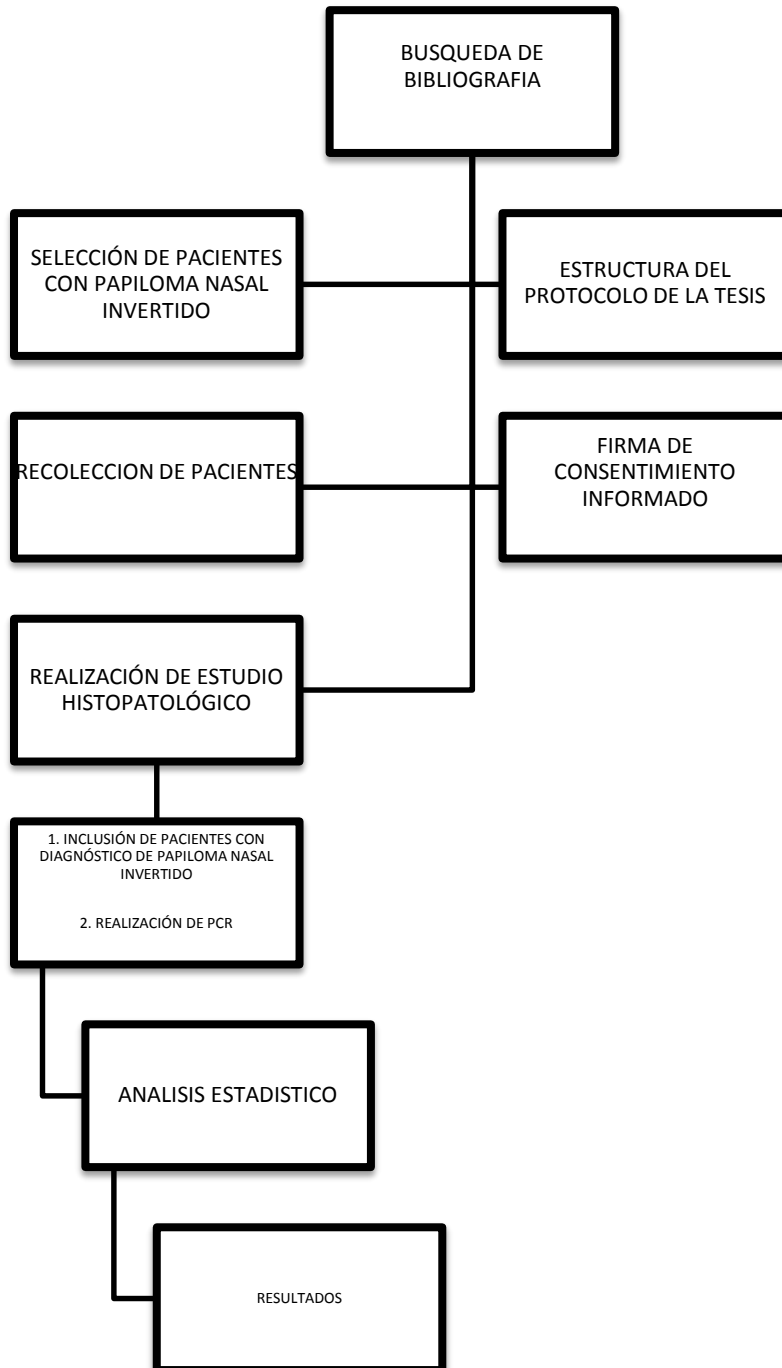 BUSQUEDA DE
BIBLIOGRAFIA
SELECCIÓN DE PACIENTES
CON PAPILOMA NASAL
INVERTIDO
ESTRUCTURA DEL
PROTOCOLO DE LA TESIS
RECOLECCION DE PACIENTES
FIRMA DE
CONSENTIMIENTO
INFORMADO
REALIZACIÓN DE ESTUDIO
HISTOPATOLÓGICO
1. INCLUSIÓN DE PACIENTES CON
DIAGNÓSTICO DE PAPILOMA NASAL
INVERTIDO
2. REALIZACIÓN DE PCR
ANALISIS ESTADISTICO
RESULTADOS